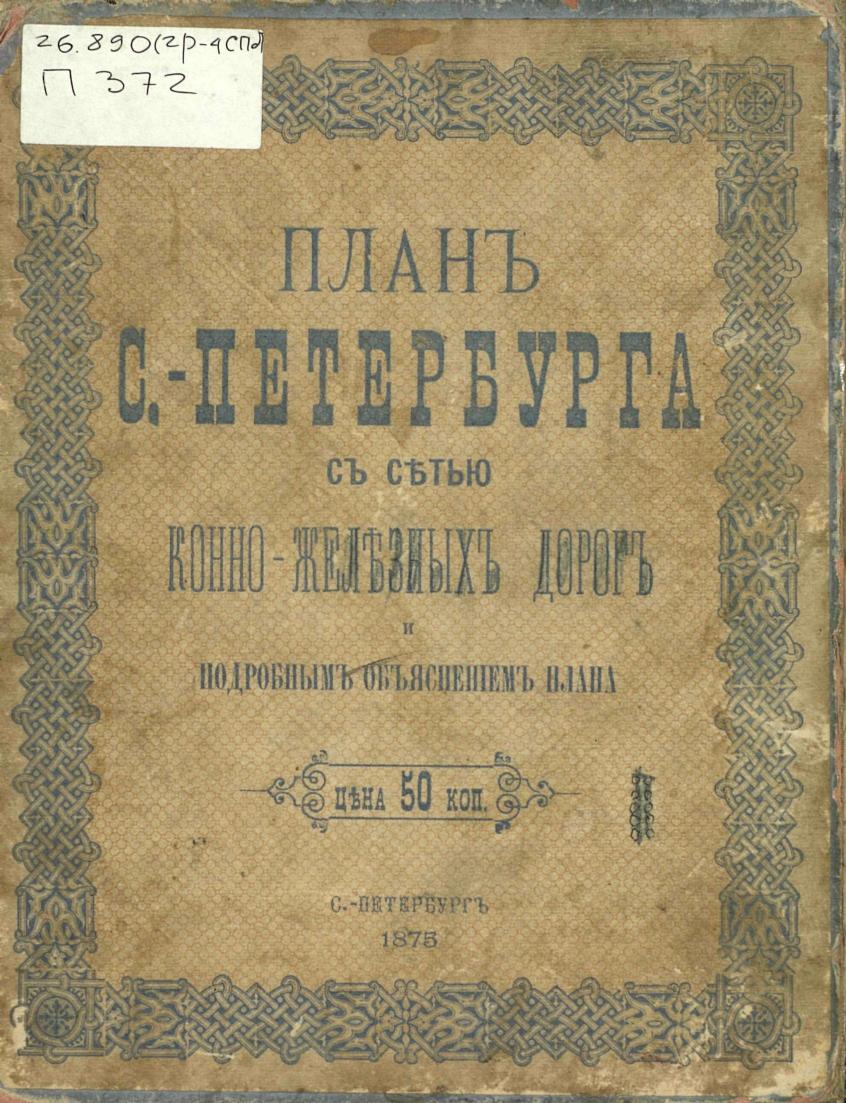 26.890(2р-4СПб)
П 372
ПЛАНЪ
С.-ПЕТЕРБУРГА
СЪ СѢТЬЮ
КОННО-ЖЕЛѢЗНЫХЪ ДОРОГЪ
и
ПОДРОБНЫМЪ ОБЪЯСНЕНІЕМЪ ПЛАНА
ЦѢНА 50 КОП.
С.-ПЕТЕРБУРГЪ
1875